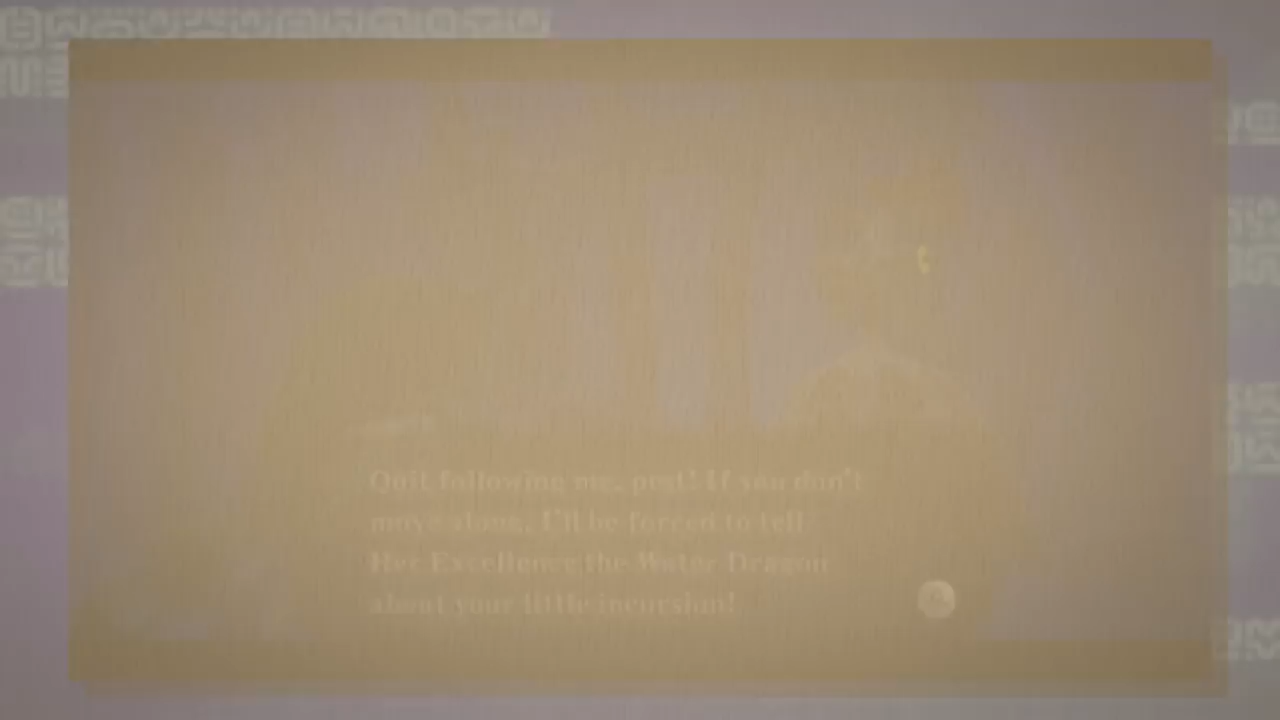 Quit following me, pest! If you don't
move along, I'll be forced to tell
Her Excellence the Water Dragon
about your little incursion!